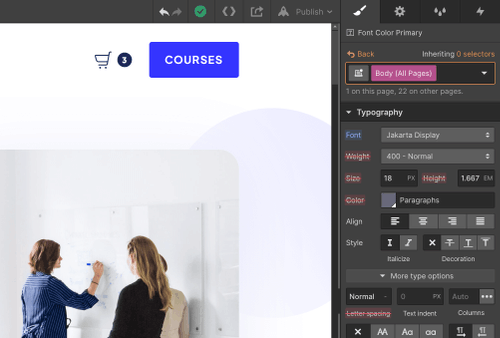 Publish
Font Color Primary
Back
Inheriting 0 selectors
Body (All Pages)
1 on this page, 22 on other pages.
3
COURSES
Typography
Font
Jakarta Display
Weight
400 - Normal
Size
18
PX
Height
1.667
EM
Color
Paragraphs
Align
Style
I
I
Italicize
Decoration
More type options
Normal
0
PX
Auto
Letter spacing
Text indent
Columns
AA
Aa
aa